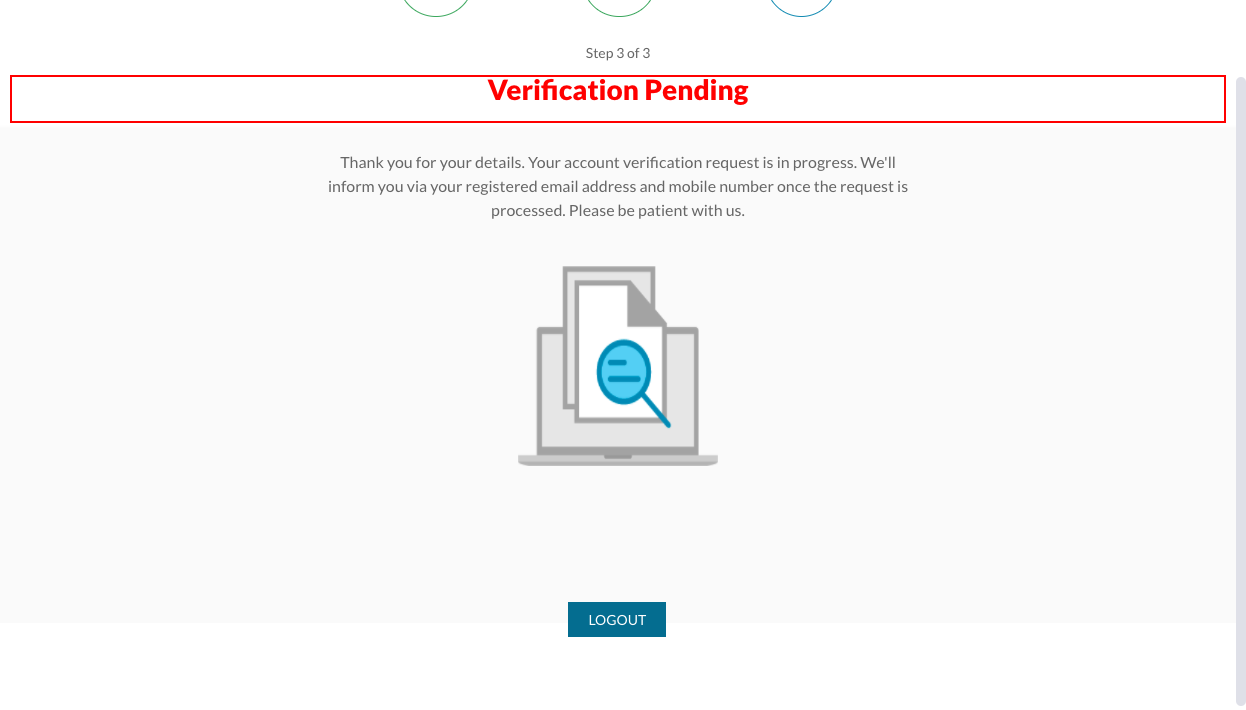 Step 3 of 3
Verification Pending
Thank you for your details. Your account verification request is in progress. We'll
inform you via your registered email address and mobile number once the request is
processed. Please be patient with us.
LOGOUT